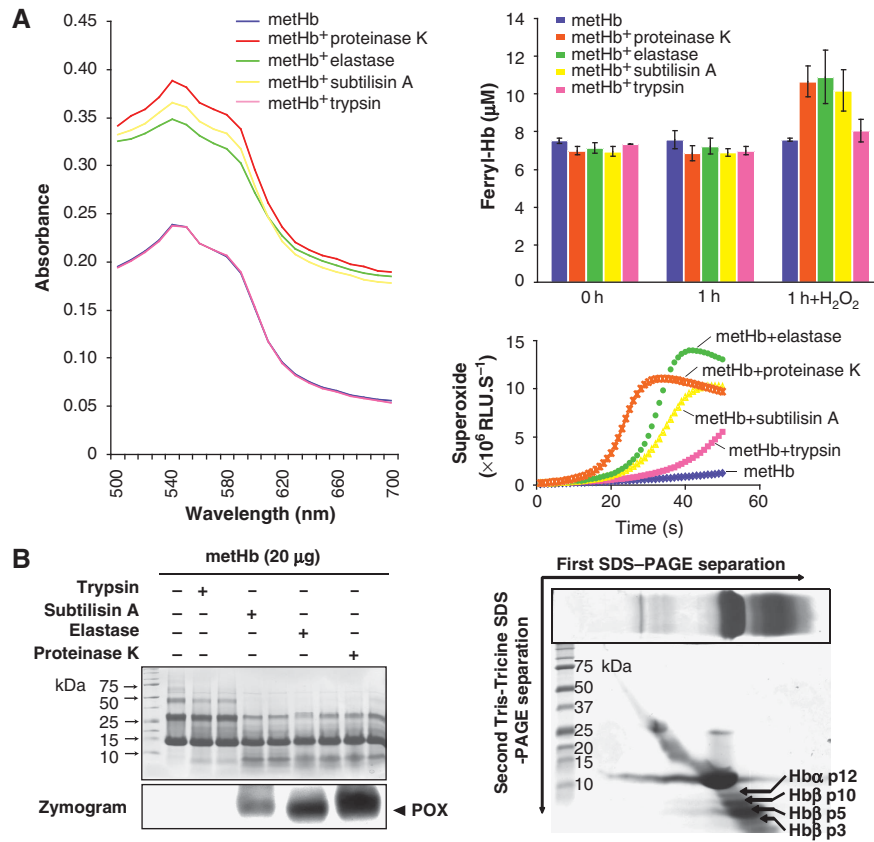 A
0.45
0.40
0.35
0.30
0.25
0.20
0.15
0.10
0.05
0
Absorbance
500
540
580
620
660
700
Wavelength (nm)
metHb
metHb+ proteinase K
metHb+ elastase
metHb+ subtilisin A
metHb+ trypsin
14
12
10
8
6
4
2
0
Ferryl-Hb (μM)
metHb
metHb+ proteinase K
metHb+ elastase
metHb+ subtilisin A
metHb+ trypsin
0 h
1 h
1 h+H2O2
15
10
5
0
Superoxide
(×10⁶ RLU.S⁻¹)
0
20
40
60
Time (s)
metHb+elastase
metHb+proteinase K
metHb+subtilisin A
metHb+trypsin
metHb
B
metHb (20 μg)
Trypsin – + – – –
Subtilisin A – – + – –
Elastase – – – + –
Proteinase K – – – – +
kDa
75
50
25
15
10
Zymogram
POX
First SDS–PAGE separation
Second Tris-Tricine SDS
-PAGE separation
75 kDa
50
37
25
20
15
10
Hbα p12
Hbβ p10
Hbβ p5
Hbβ p3